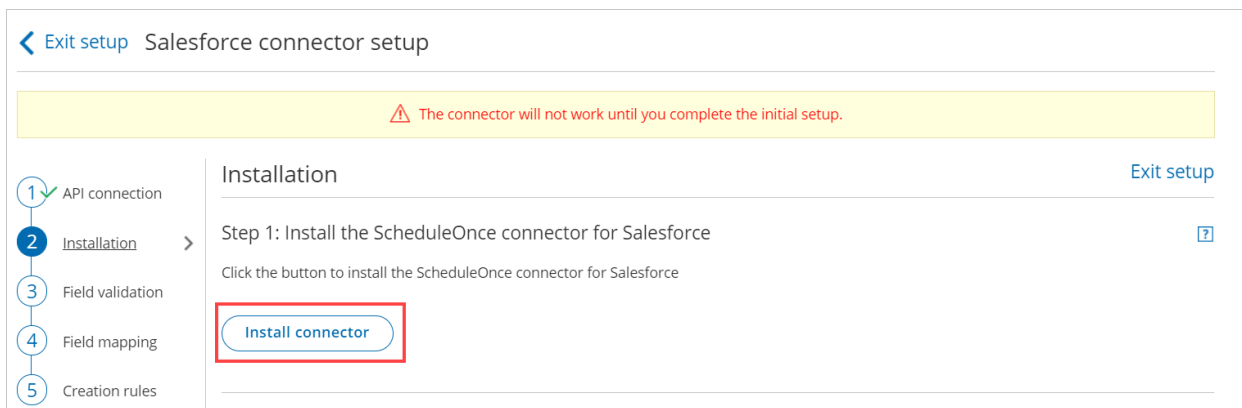 Exit setup Salesforce connector setup
The connector will not work until you complete the initial setup.
1 API connection
2 Installation
3 Field validation
4 Field mapping
5 Creation rules
Installation Exit setup
Step 1: Install the ScheduleOnce connector for Salesforce ?
Click the button to install the ScheduleOnce connector for Salesforce
Install connector